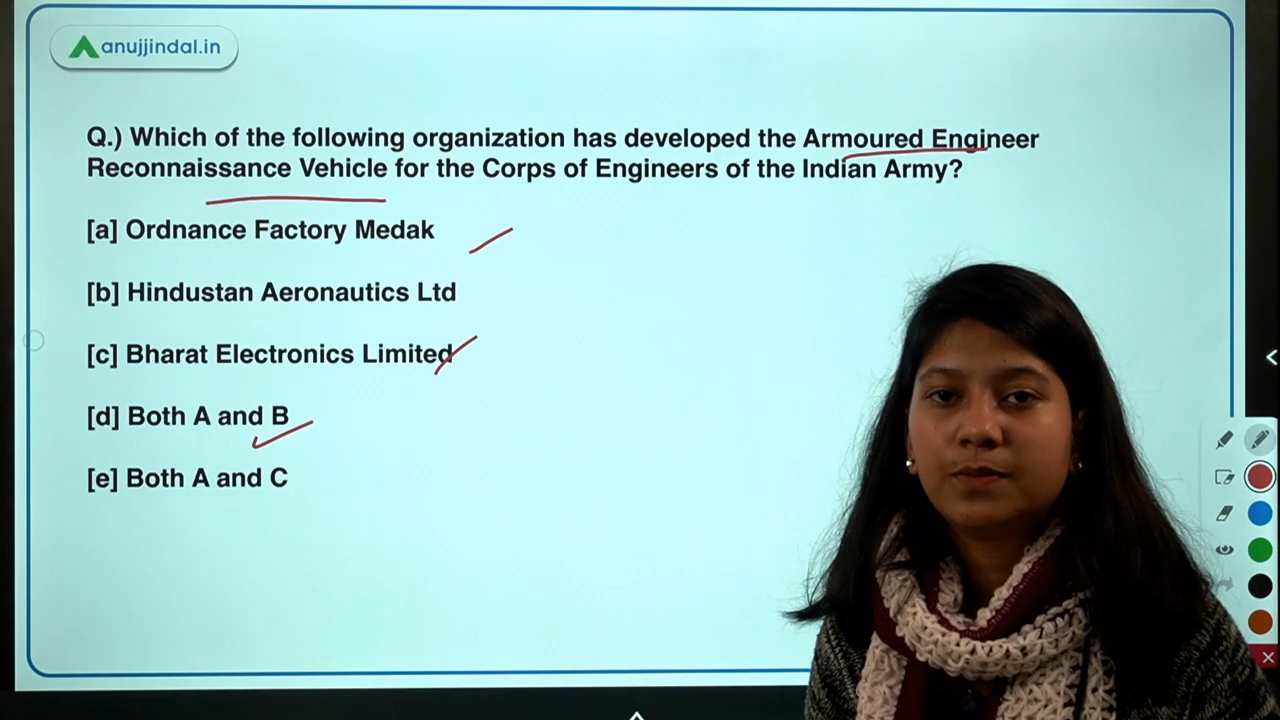 anujjindal.in
Q.) Which of the following organization has developed the Armoured Engineer
Reconnaissance Vehicle for the Corps of Engineers of the Indian Army?
[a] Ordnance Factory Medak
[b] Hindustan Aeronautics Ltd
[c] Bharat Electronics Limited
[d] Both A and B
[e] Both A and C